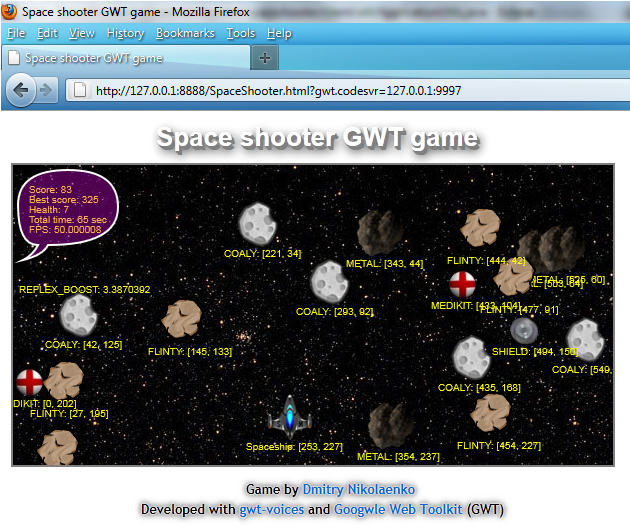 Space shooter GWT game - Mozilla Firefox
File Edit View History Bookmarks Tools Help
Space shooter GWT game
http://127.0.0.1:8888/SpaceShooter.html?gwt.codesvr=127.0.0.1:9997
Space shooter GWT game
Score: 83
Best score: 325
Health: 7
Total time: 65 sec
FPS: 50.000008
COALY: [221, 34]
METAL: [343, 44]
FLINTY: [444, 42]
METAL: [525, 60]
REFLEX_BOOST: 3.3870392
COALY: [293, 92]
MEDIKIT: [433, 104]
FLINTY: [477, 91]
COALY: [42, 125]
FLINTY: [145, 133]
SHIELD: [494, 150]
COALY: [549,
COALY: [435, 168]
DIKIT: [0, 202]
FLINTY: [27, 195]
Spaceship: [253, 227]
METAL: [354, 237]
FLINTY: [454, 227]
Game by Dmitry Nikolaenko
Developed with gwt-voices and Googwle Web Toolkit (GWT)